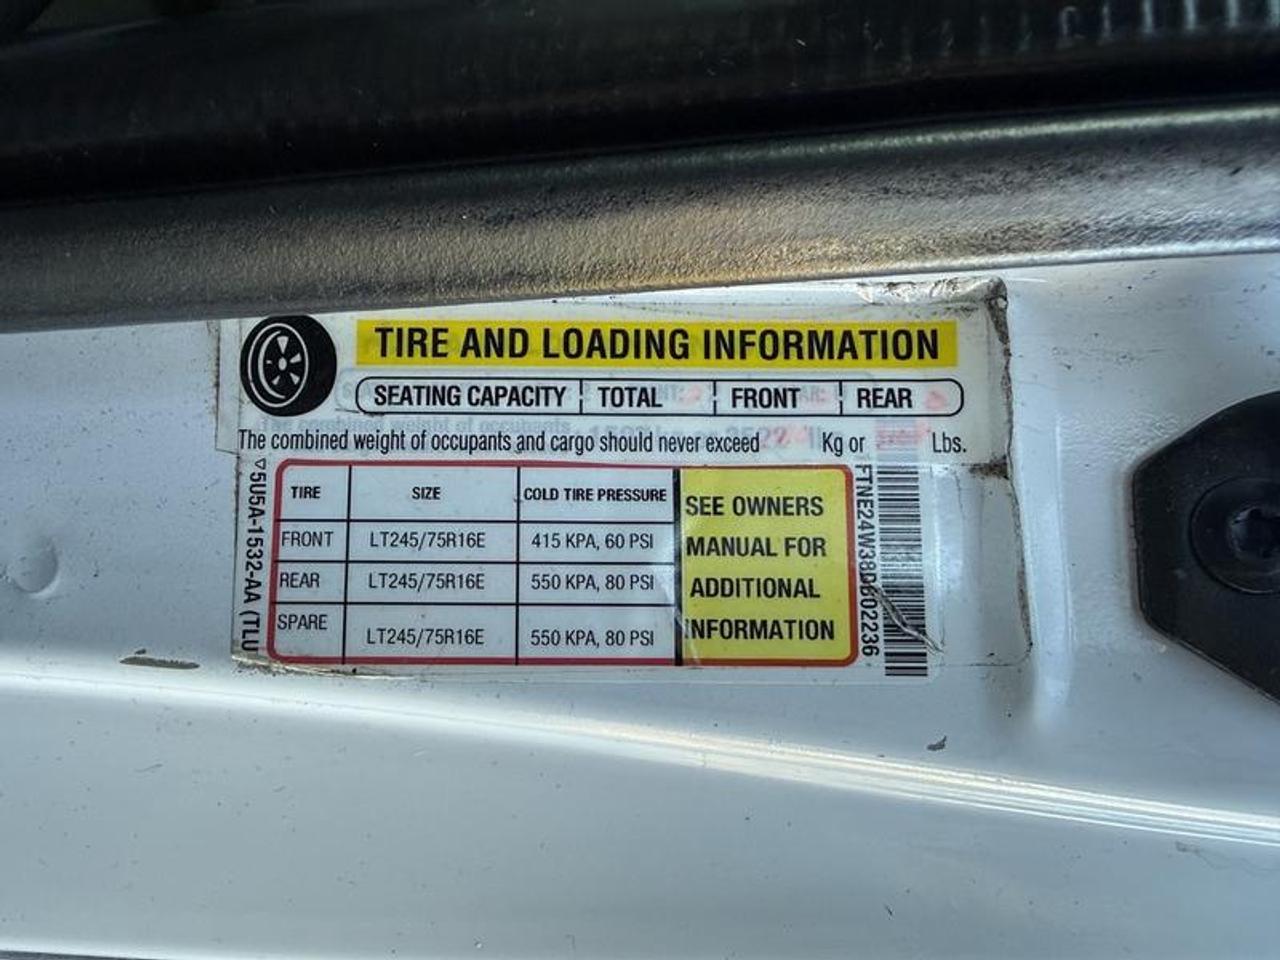 TIRE AND LOADING INFORMATION
SEATING CAPACITY TOTAL FRONT REAR
The combined weight of occupants and cargo should never exceed Kg or Lbs.
TIRE SIZE COLD TIRE PRESSURE
FRONT LT245/75R16E 415 KPA, 60 PSI
REAR LT245/75R16E 550 KPA, 80 PSI
SPARE LT245/75R16E 550 KPA, 80 PSI
SEE OWNERS
MANUAL FOR
ADDITIONAL
INFORMATION
5U5A-1532-AA (TLU